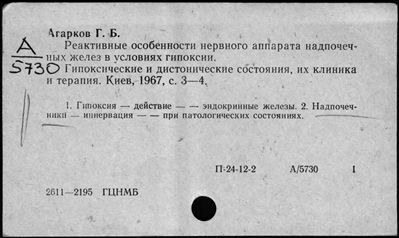 Агарков Г. Б.
А
5730
Реактивные особенности нервного аппарата надпочеч-
ных желез в условиях гипоксии.
Гипоксические и дистонические состояния, их клиника
и терапия. Киев, 1967, с. 3—4.
1. Гипоксия — действие — — эндокринные железы. 2. Надпочеч-
ники — иннервация — — при патологических состояниях.
П-24-12-2 А/5730 1
2611—2195 ГЦНМБ